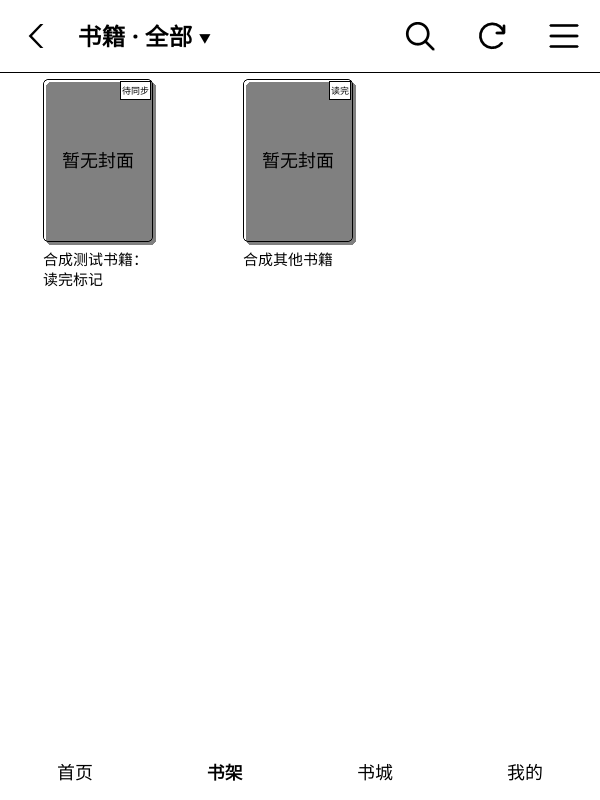 书籍 · 全部 ▾
待同步
读完
暂无封面
暂无封面
合成测试书籍：
读完标记
合成其他书籍
首页
书架
书城
我的